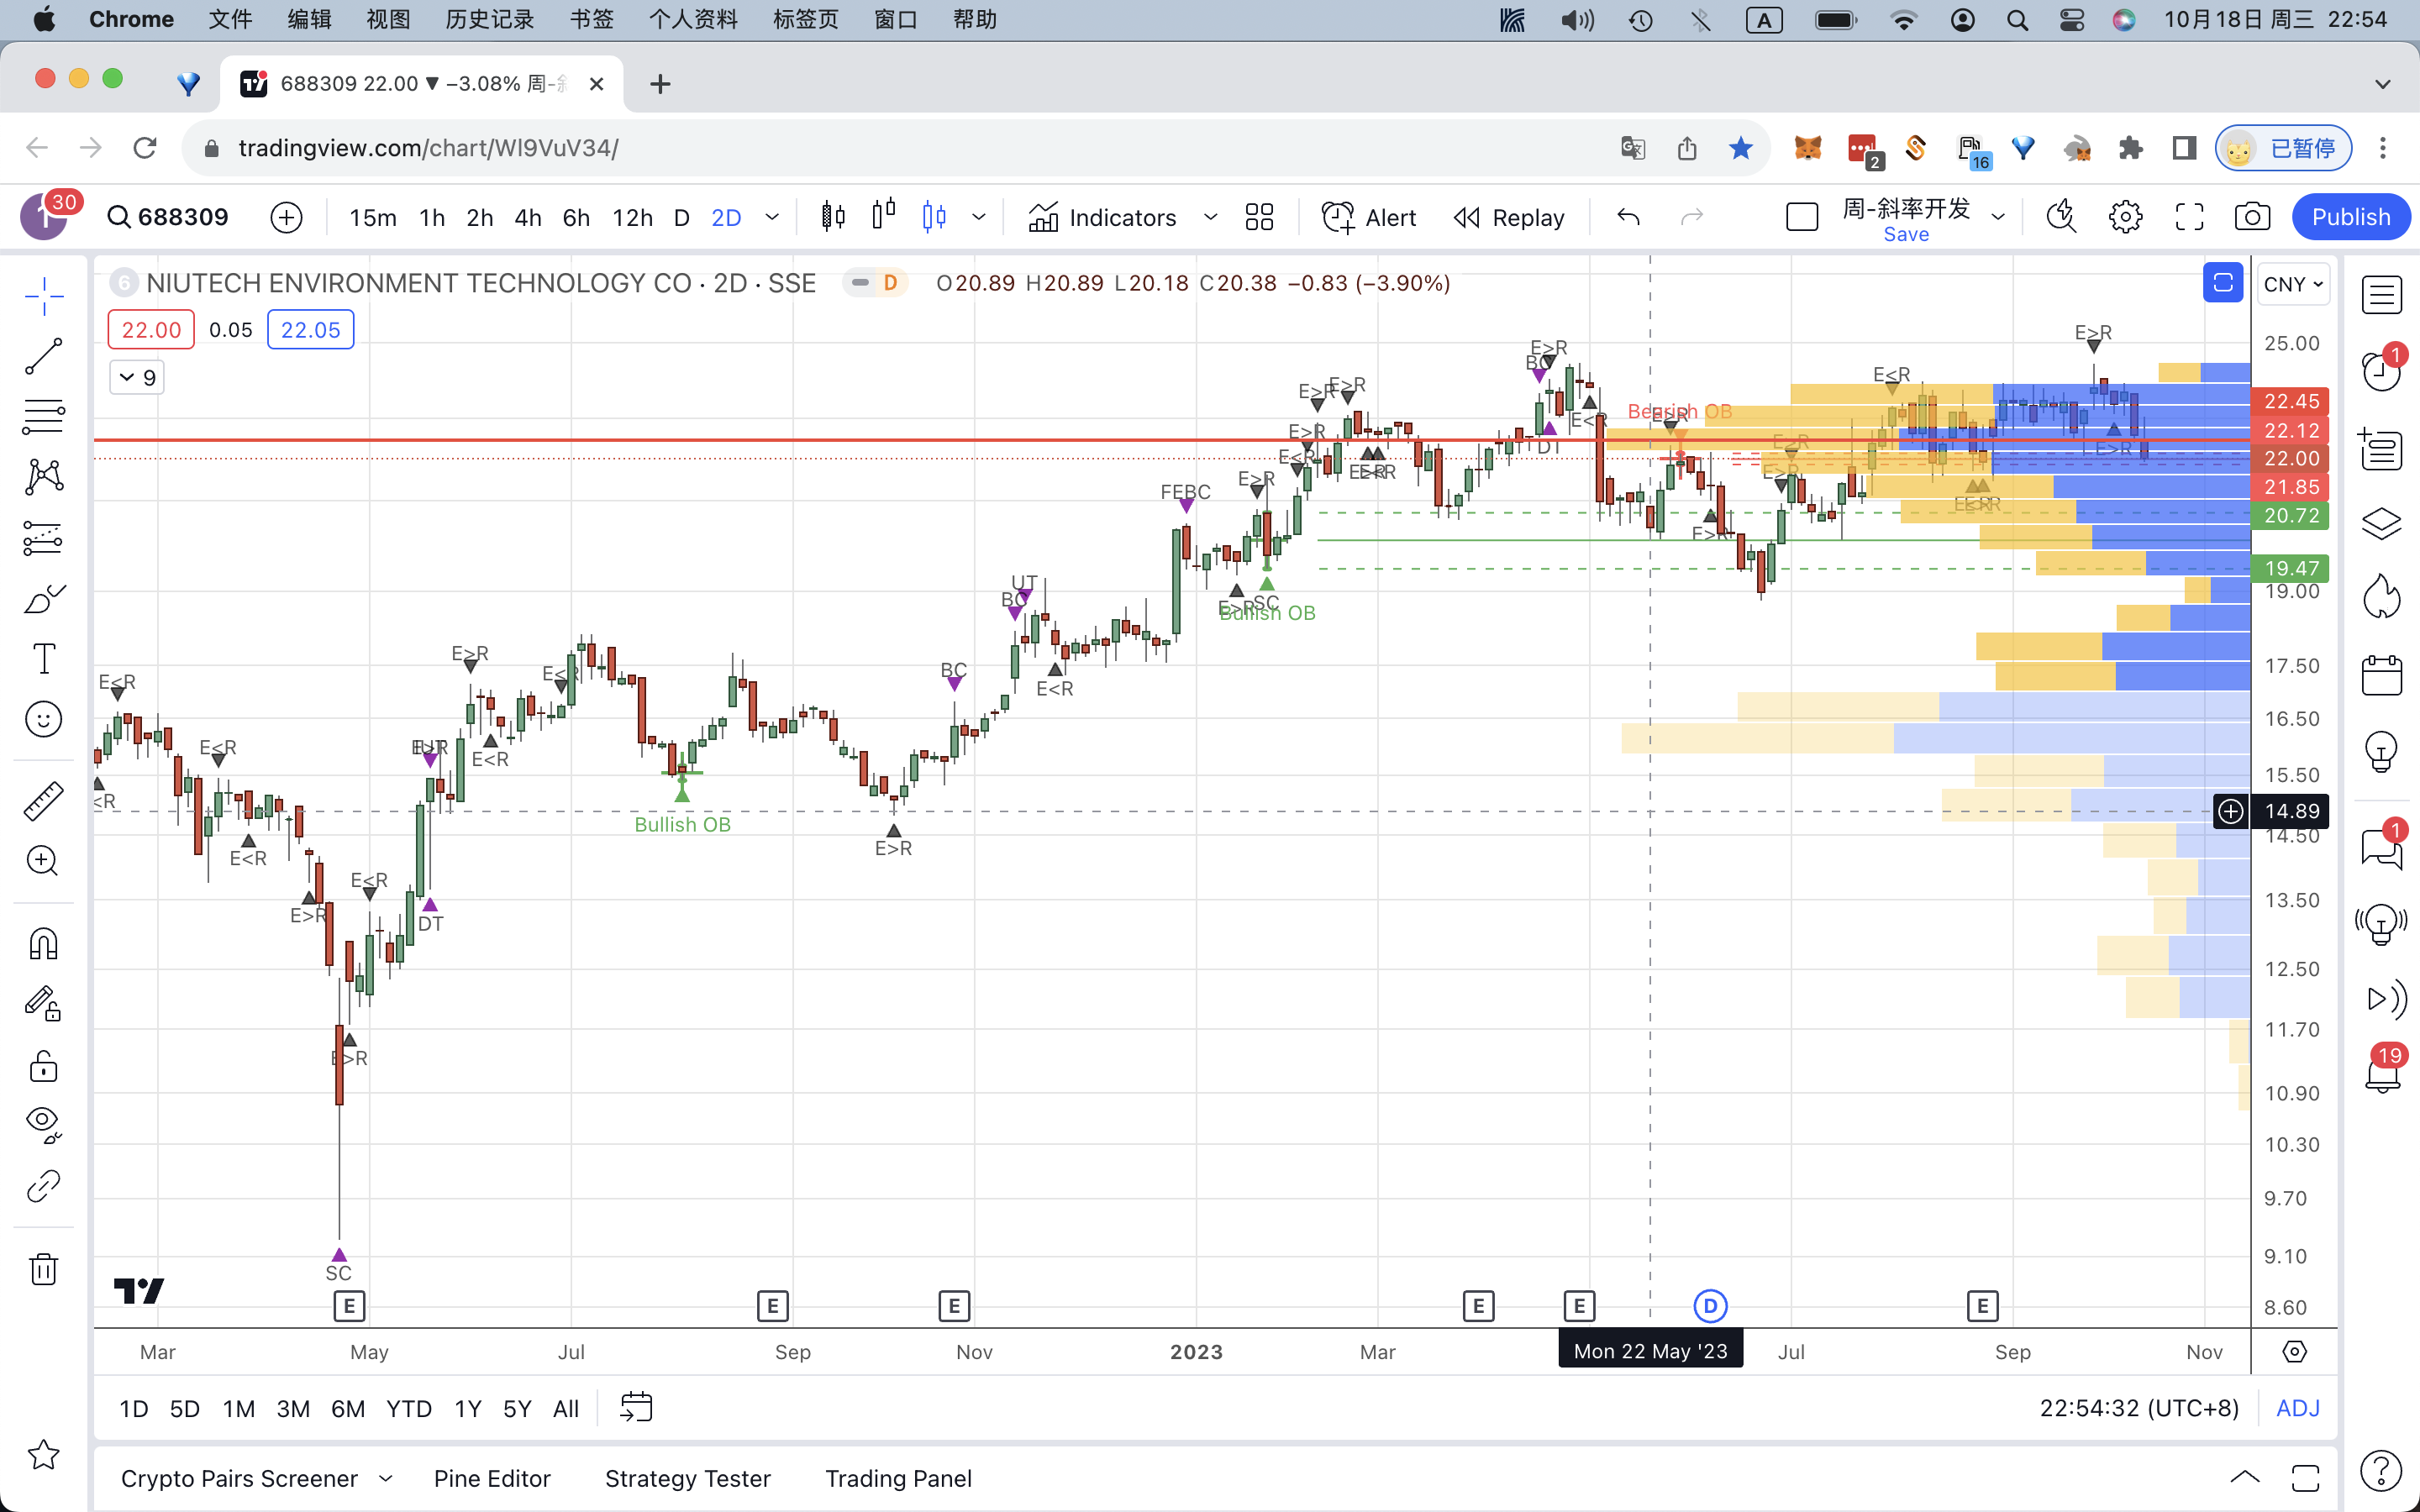 Chrome 文件 编辑 视图 历史记录 书签 个人资料 标签页 窗口 帮助 A 10月18日 周三 22:54
688309 22.00 ▼ −3.08% 周-
tradingview.com/chart/Wl9VuV34/ 2 16 已暂停
30 688309 15m 1h 2h 4h 6h 12h D 2D Indicators Alert Replay 周-斜率开发 Save Publish
6 NIUTECH ENVIRONMENT TECHNOLOGY CO · 2D · SSE D O20.89 H20.89 L20.18 C20.38 −0.83 (−3.90%) CNY
22.00 0.05 22.05
9
E>R
E>R
BC
E<R
E>R E>R
Bearish OB
E>R
E<R
E>R
E<R
E<R
DT
E>R
E<R
E>R
E>R
FEBC
E>R
UT
BC
E>R SC
Bullish OB
E>R
E<R
BC
E<R
E<R
E<R
E<R
<R
Bullish OB
E<R
E>R
E<R
E>R
DT
E>R
SC
25.00
22.45
22.12
22.00
21.85
20.72
19.47
19.00
17.50
16.50
15.50
14.89
14.50
13.50
12.50
11.70
10.90
10.30
9.70
9.10
8.60
1
1
19
E E E E E D E
Mar May Jul Sep Nov 2023 Mar Mon 22 May '23 Jul Sep Nov
1D 5D 1M 3M 6M YTD 1Y 5Y All 22:54:32 (UTC+8) ADJ
Crypto Pairs Screener Pine Editor Strategy Tester Trading Panel